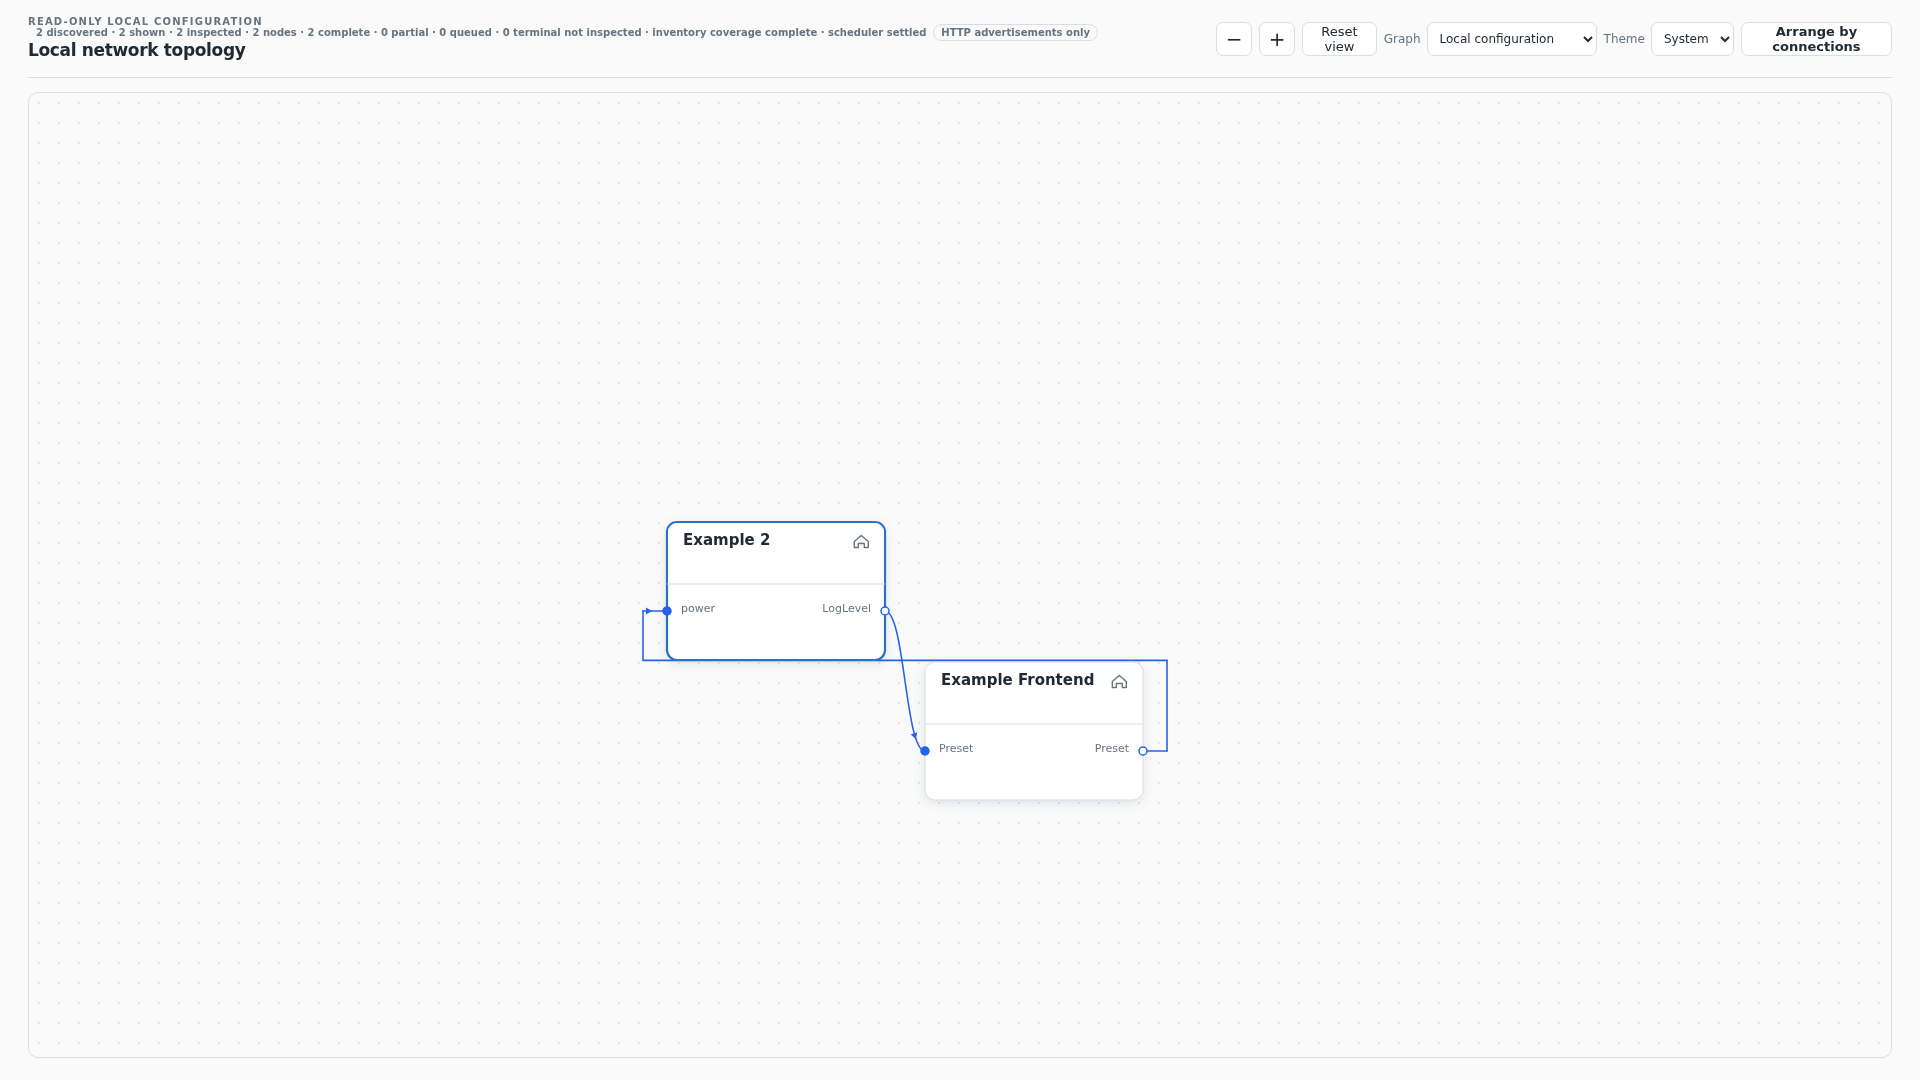 READ-ONLY LOCAL CONFIGURATION
2 discovered · 2 shown · 2 inspected · 2 nodes · 2 complete · 0 partial · 0 queued · 0 terminal not inspected · inventory coverage complete · scheduler settled HTTP advertisements only
Local network topology
− + Reset view Graph Local configuration Theme System Arrange by connections
Example 2
power LogLevel
Example Frontend
Preset Preset